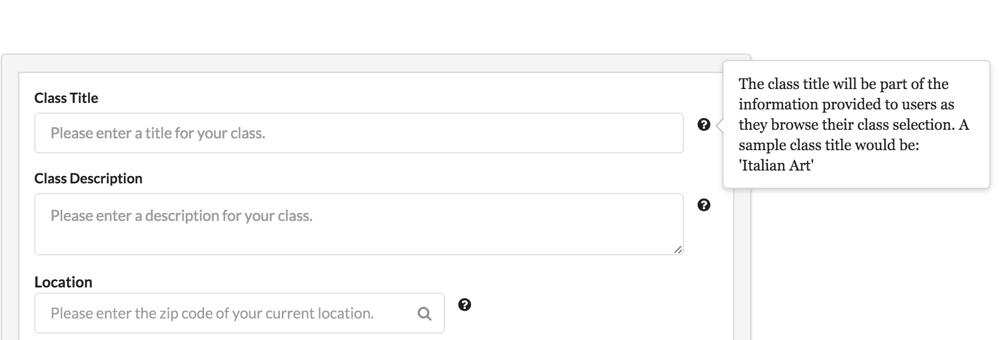 Class Title
Please enter a title for your class.
The class title will be part of the
information provided to users as
they browse their class selection. A
sample class title would be:
'Italian Art'
Class Description
Please enter a description for your class.
Location
Please enter the zip code of your current location.